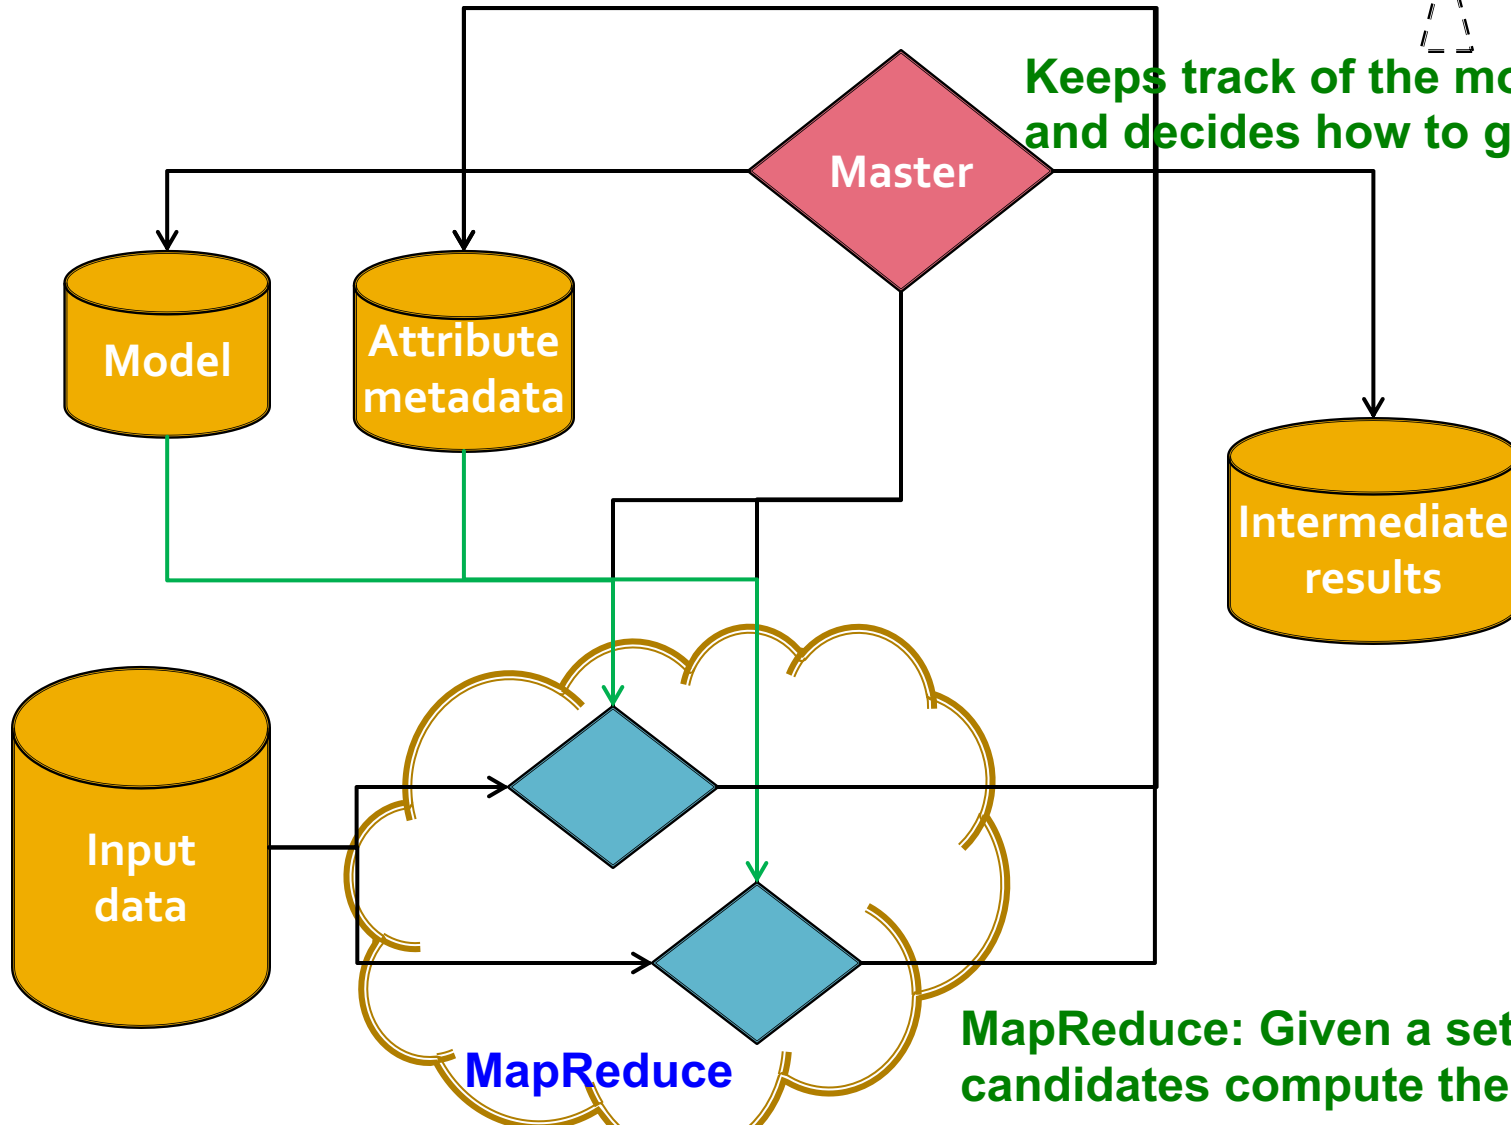 Keeps track of the mo
and decides how to g
Master
Model
Attribute
metadata
Intermediate
results
Input
data
MapReduce
MapReduce: Given a set
candidates compute the